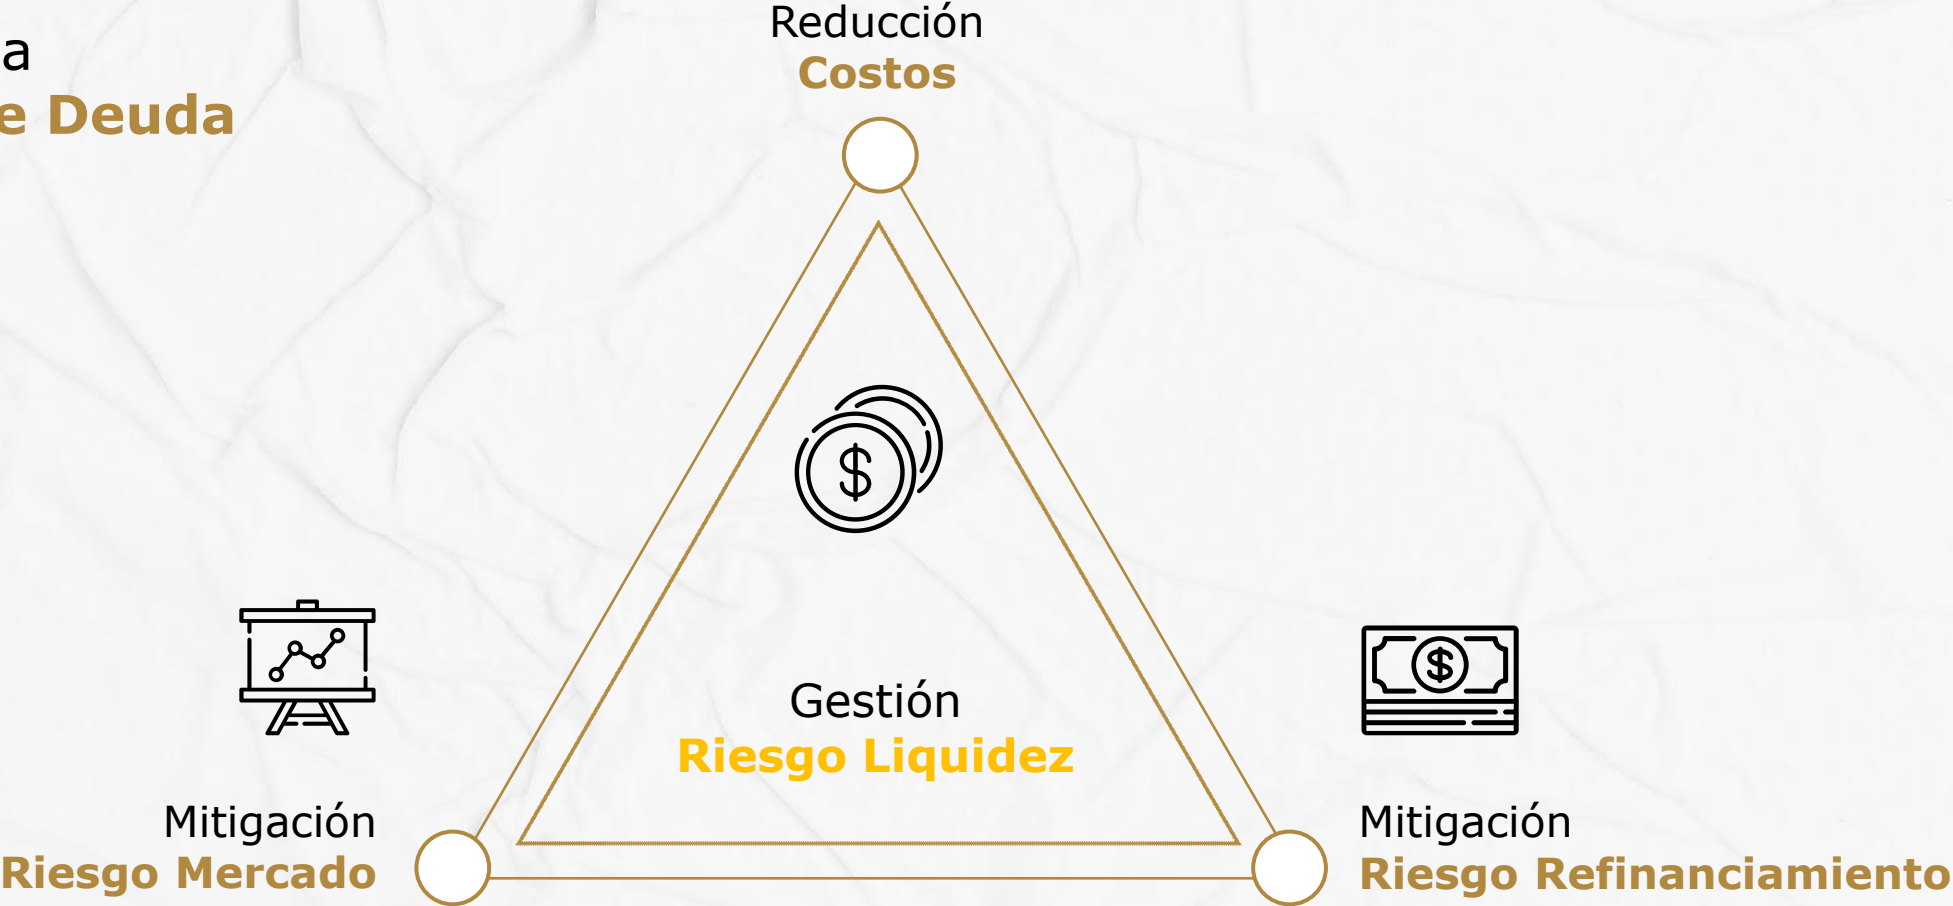 Reducción
Costos
a
e Deuda
Gestión
Riesgo Liquidez
Mitigación
Riesgo Mercado
Mitigación
Riesgo Refinanciamiento